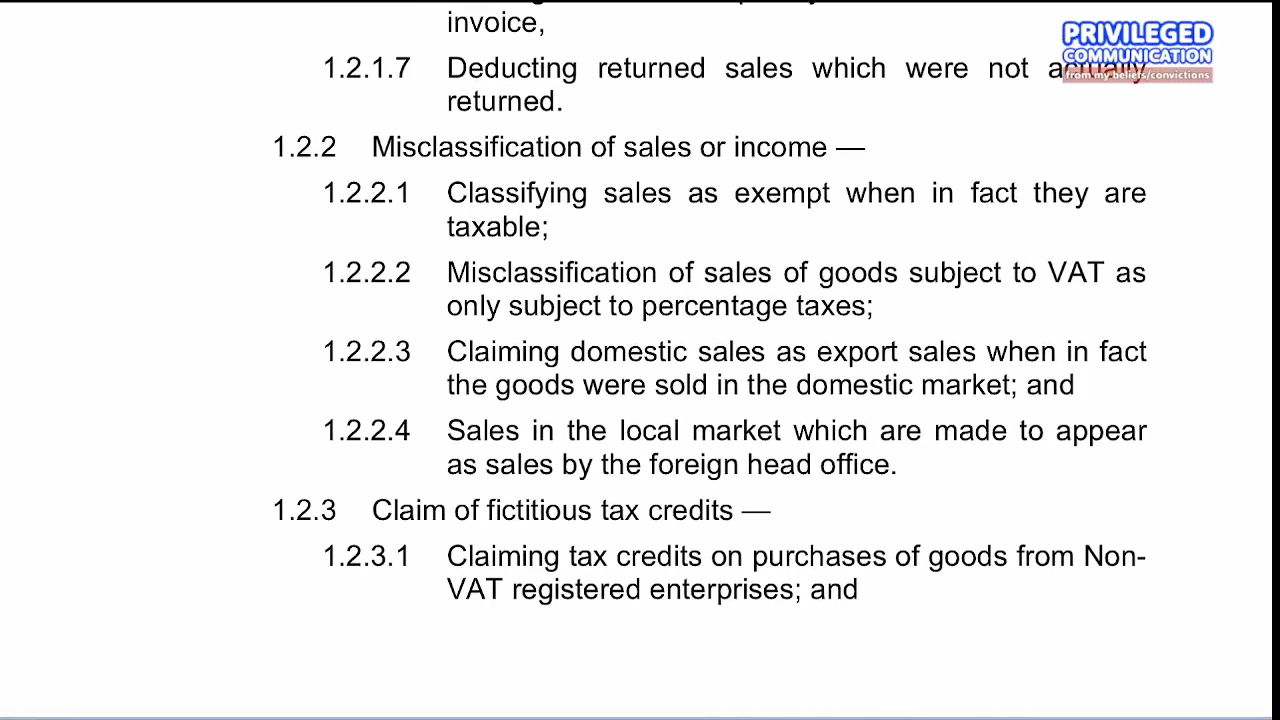 invoice,
PRIVILEGED
COMMUNICATION
from my beliefs/convictions
1.2.1.7 Deducting returned sales which were not actually
returned.
1.2.2 Misclassification of sales or income —
1.2.2.1 Classifying sales as exempt when in fact they are
taxable;
1.2.2.2 Misclassification of sales of goods subject to VAT as
only subject to percentage taxes;
1.2.2.3 Claiming domestic sales as export sales when in fact
the goods were sold in the domestic market; and
1.2.2.4 Sales in the local market which are made to appear
as sales by the foreign head office.
1.2.3 Claim of fictitious tax credits —
1.2.3.1 Claiming tax credits on purchases of goods from Non-
VAT registered enterprises; and